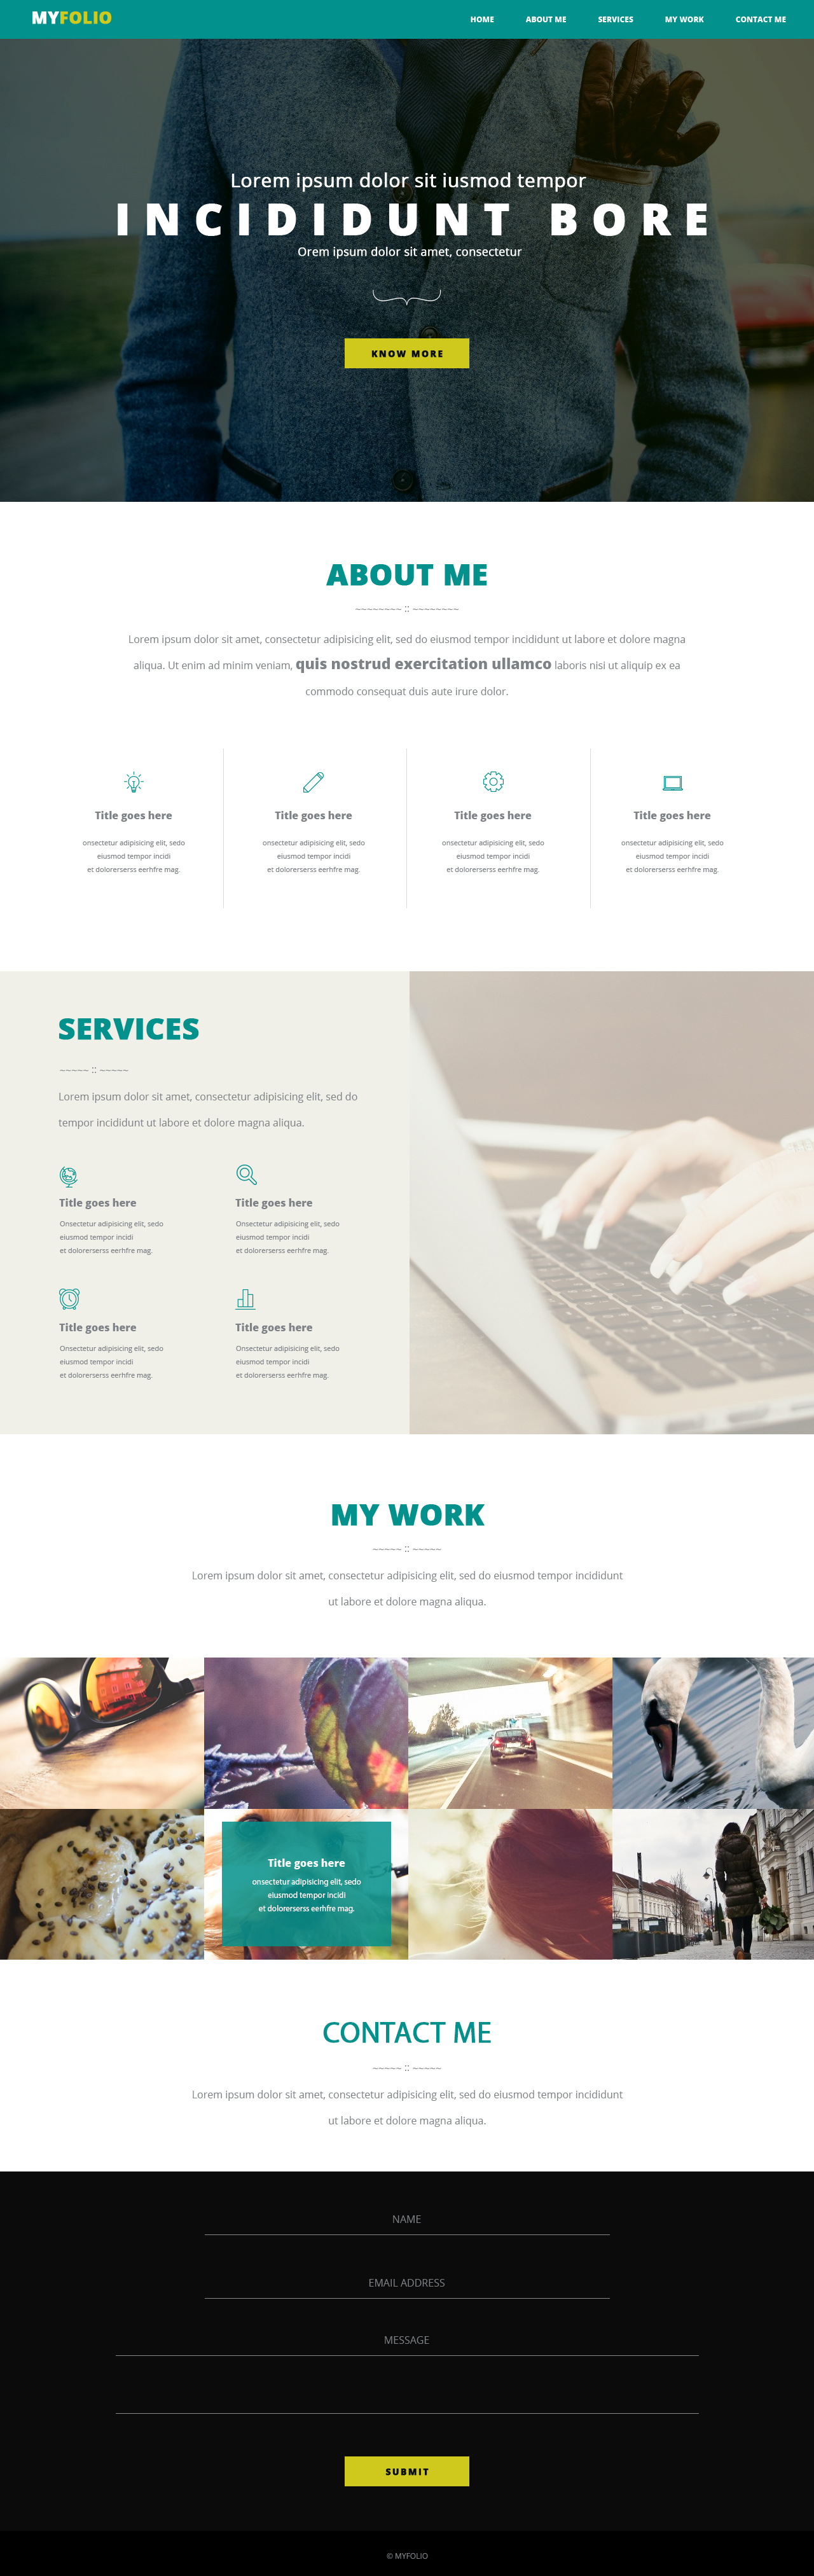 MYFOLIO
HOME
ABOUT ME
SERVICES
MY WORK
CONTACT ME
Lorem ipsum dolor sit iusmod tempor
INCIDIDUNT BORE
Orem ipsum dolor sit amet, consectetur
KNOW MORE
ABOUT ME
~~~~~~~~ :: ~~~~~~~~
Lorem ipsum dolor sit amet, consectetur adipisicing elit, sed do eiusmod tempor incididunt ut labore et dolore magna
aliqua. Ut enim ad minim veniam, quis nostrud exercitation ullamco laboris nisi ut aliquip ex ea
commodo consequat duis aute irure dolor.
Title goes here
onsectetur adipisicing elit, sedo
eiusmod tempor incidi
et dolorerserss eerhfre mag.
Title goes here
onsectetur adipisicing elit, sedo
eiusmod tempor incidi
et dolorerserss eerhfre mag.
Title goes here
onsectetur adipisicing elit, sedo
eiusmod tempor incidi
et dolorerserss eerhfre mag.
Title goes here
onsectetur adipisicing elit, sedo
eiusmod tempor incidi
et dolorerserss eerhfre mag.
SERVICES
~~~~~ :: ~~~~~
Lorem ipsum dolor sit amet, consectetur adipisicing elit, sed do
tempor incididunt ut labore et dolore magna aliqua.
Title goes here
Onsectetur adipisicing elit, sedo
eiusmod tempor incidi
et dolorerserss eerhfre mag.
Title goes here
Onsectetur adipisicing elit, sedo
eiusmod tempor incidi
et dolorerserss eerhfre mag.
Title goes here
Onsectetur adipisicing elit, sedo
eiusmod tempor incidi
et dolorerserss eerhfre mag.
Title goes here
Onsectetur adipisicing elit, sedo
eiusmod tempor incidi
et dolorerserss eerhfre mag.
MY WORK
~~~~~ :: ~~~~~
Lorem ipsum dolor sit amet, consectetur adipisicing elit, sed do eiusmod tempor incididunt
ut labore et dolore magna aliqua.
Title goes here
onsectetur adipisicing elit, sedo
eiusmod tempor incidi
et dolorerserss eerhfre mag.
CONTACT ME
~~~~~ :: ~~~~~
Lorem ipsum dolor sit amet, consectetur adipisicing elit, sed do eiusmod tempor incididunt
ut labore et dolore magna aliqua.
NAME
EMAIL ADDRESS
MESSAGE
SUBMIT
© MYFOLIO